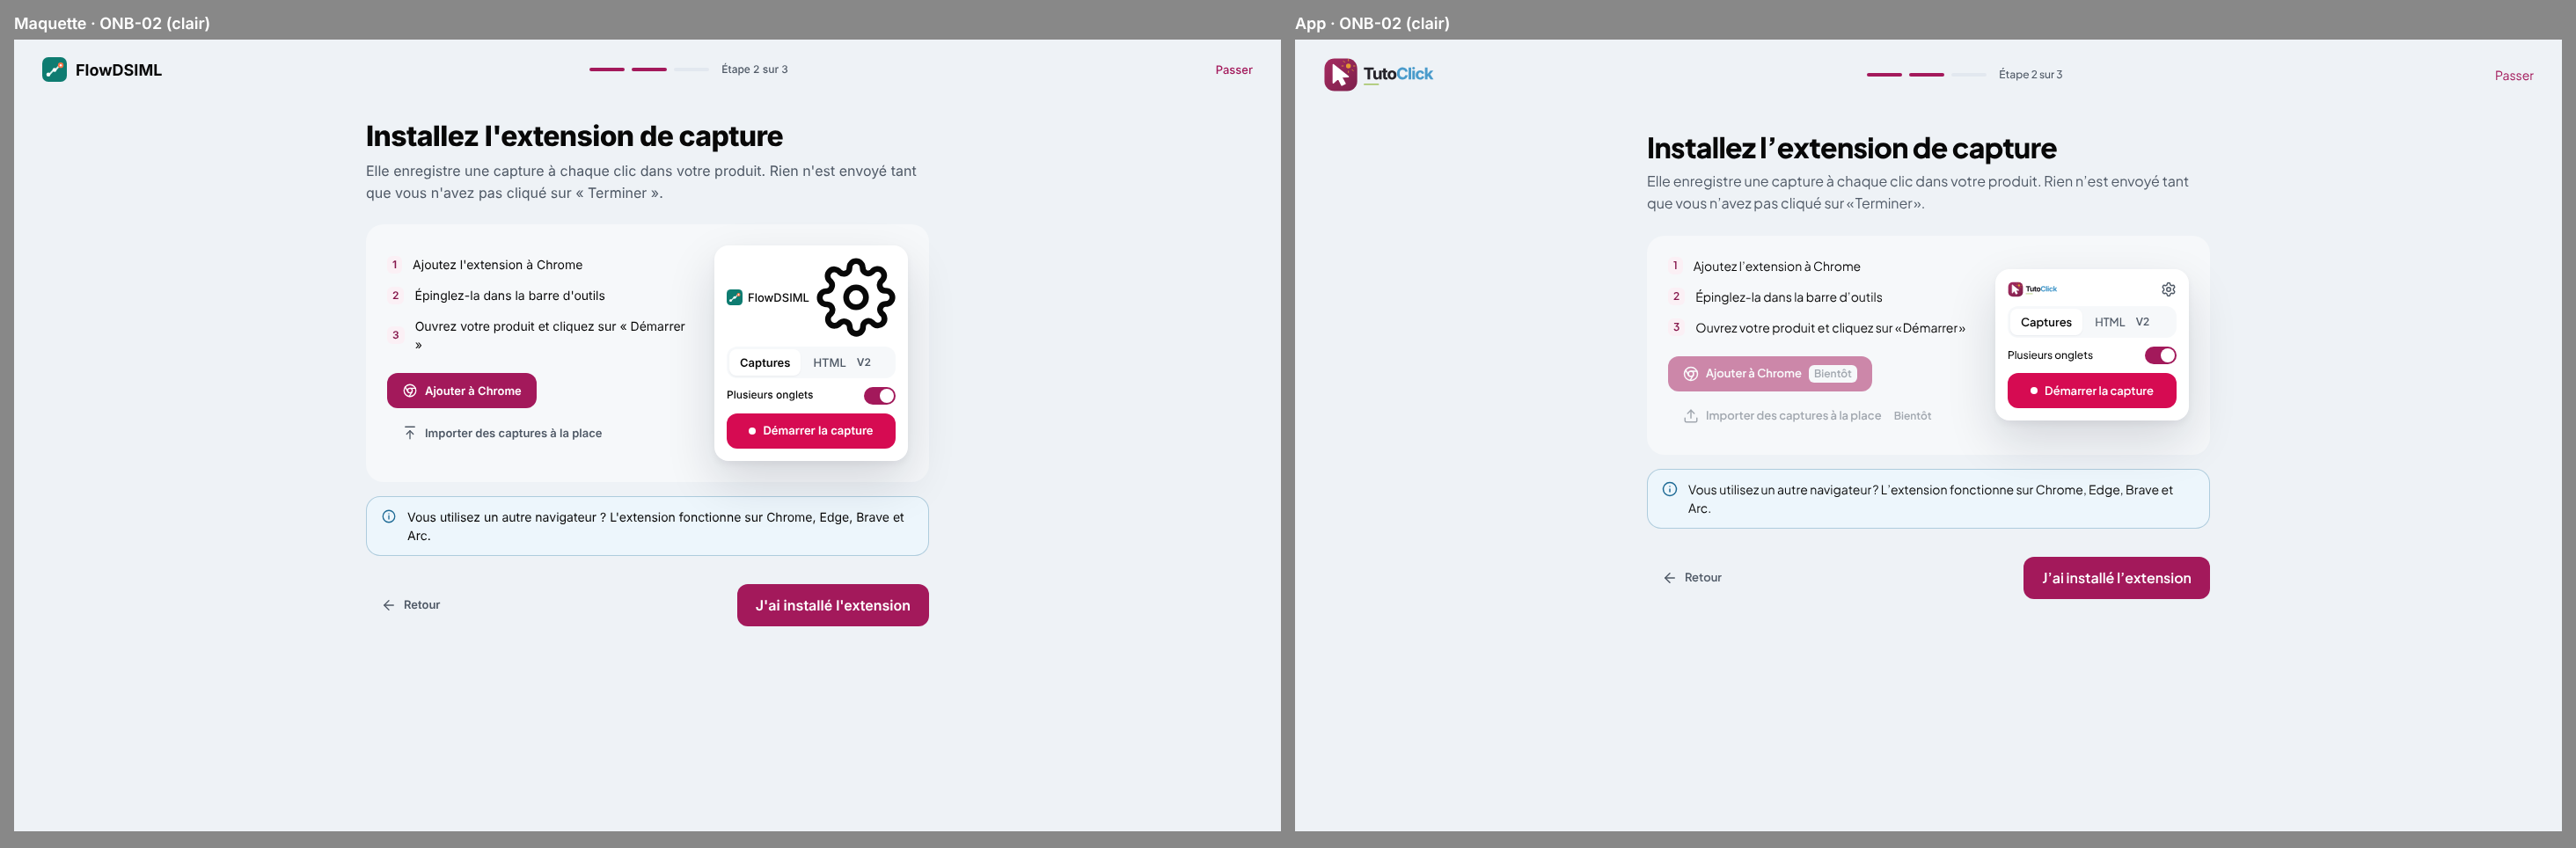 Maquette · ONB-02 (clair)
FlowDSIML
Étape 2 sur 3
Passer
Installez l'extension de capture
Elle enregistre une capture à chaque clic dans votre produit. Rien n'est envoyé tant
que vous n'avez pas cliqué sur « Terminer ».
1 Ajoutez l'extension à Chrome
2 Épinglez-la dans la barre d'outils
3 Ouvrez votre produit et cliquez sur « Démarrer
»
Ajouter à Chrome
Importer des captures à la place
FlowDSIML
Captures HTML V2
Plusieurs onglets
Démarrer la capture
Vous utilisez un autre navigateur ? L'extension fonctionne sur Chrome, Edge, Brave et
Arc.
Retour
J'ai installé l'extension
App · ONB-02 (clair)
TutoClick
Étape 2 sur 3
Passer
Installez l’extension de capture
Elle enregistre une capture à chaque clic dans votre produit. Rien n’est envoyé tant
que vous n’avez pas cliqué sur « Terminer ».
1 Ajoutez l’extension à Chrome
2 Épinglez-la dans la barre d’outils
3 Ouvrez votre produit et cliquez sur « Démarrer »
Ajouter à Chrome Bientôt
Importer des captures à la place Bientôt
TutoClick
Captures HTML V2
Plusieurs onglets
Démarrer la capture
Vous utilisez un autre navigateur ? L’extension fonctionne sur Chrome, Edge, Brave et
Arc.
Retour
J’ai installé l’extension